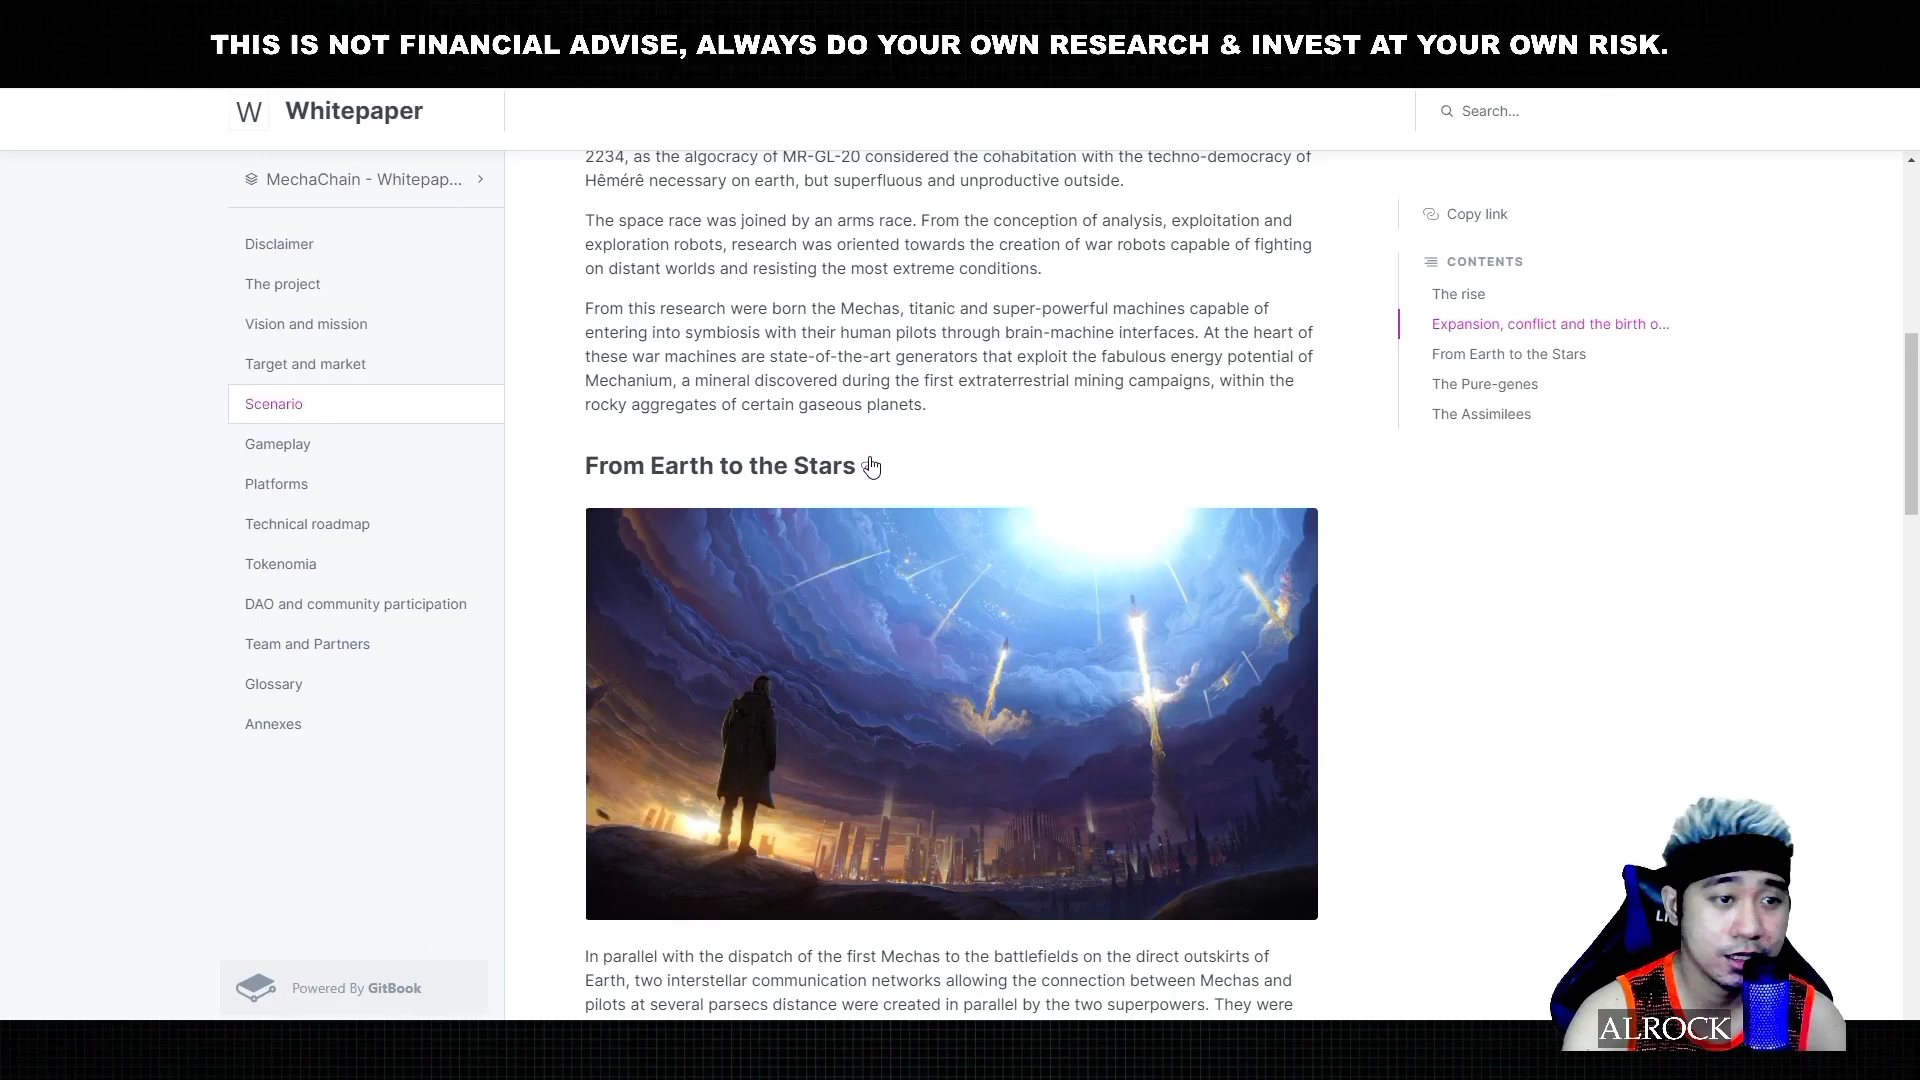 THIS IS NOT FINANCIAL ADVISE, ALWAYS DO YOUR OWN RESEARCH & INVEST AT YOUR OWN RISK.
W Whitepaper
Search...
MechaChain - Whitepap...
Disclaimer
The project
Vision and mission
Target and market
Scenario
Gameplay
Platforms
Technical roadmap
Tokenomia
DAO and community participation
Team and Partners
Glossary
Annexes
Powered By GitBook
2234, as the algocracy of MR-GL-20 considered the cohabitation with the techno-democracy of
Hêmérê necessary on earth, but superfluous and unproductive outside.
The space race was joined by an arms race. From the conception of analysis, exploitation and
exploration robots, research was oriented towards the creation of war robots capable of fighting
on distant worlds and resisting the most extreme conditions.
From this research were born the Mechas, titanic and super-powerful machines capable of
entering into symbiosis with their human pilots through brain-machine interfaces. At the heart of
these war machines are state-of-the-art generators that exploit the fabulous energy potential of
Mechanium, a mineral discovered during the first extraterrestrial mining campaigns, within the
rocky aggregates of certain gaseous planets.
From Earth to the Stars
In parallel with the dispatch of the first Mechas to the battlefields on the direct outskirts of
Earth, two interstellar communication networks allowing the connection between Mechas and
pilots at several parsecs distance were created in parallel by the two superpowers. They were
Copy link
CONTENTS
The rise
Expansion, conflict and the birth o...
From Earth to the Stars
The Pure-genes
The Assimilees
ALROCK